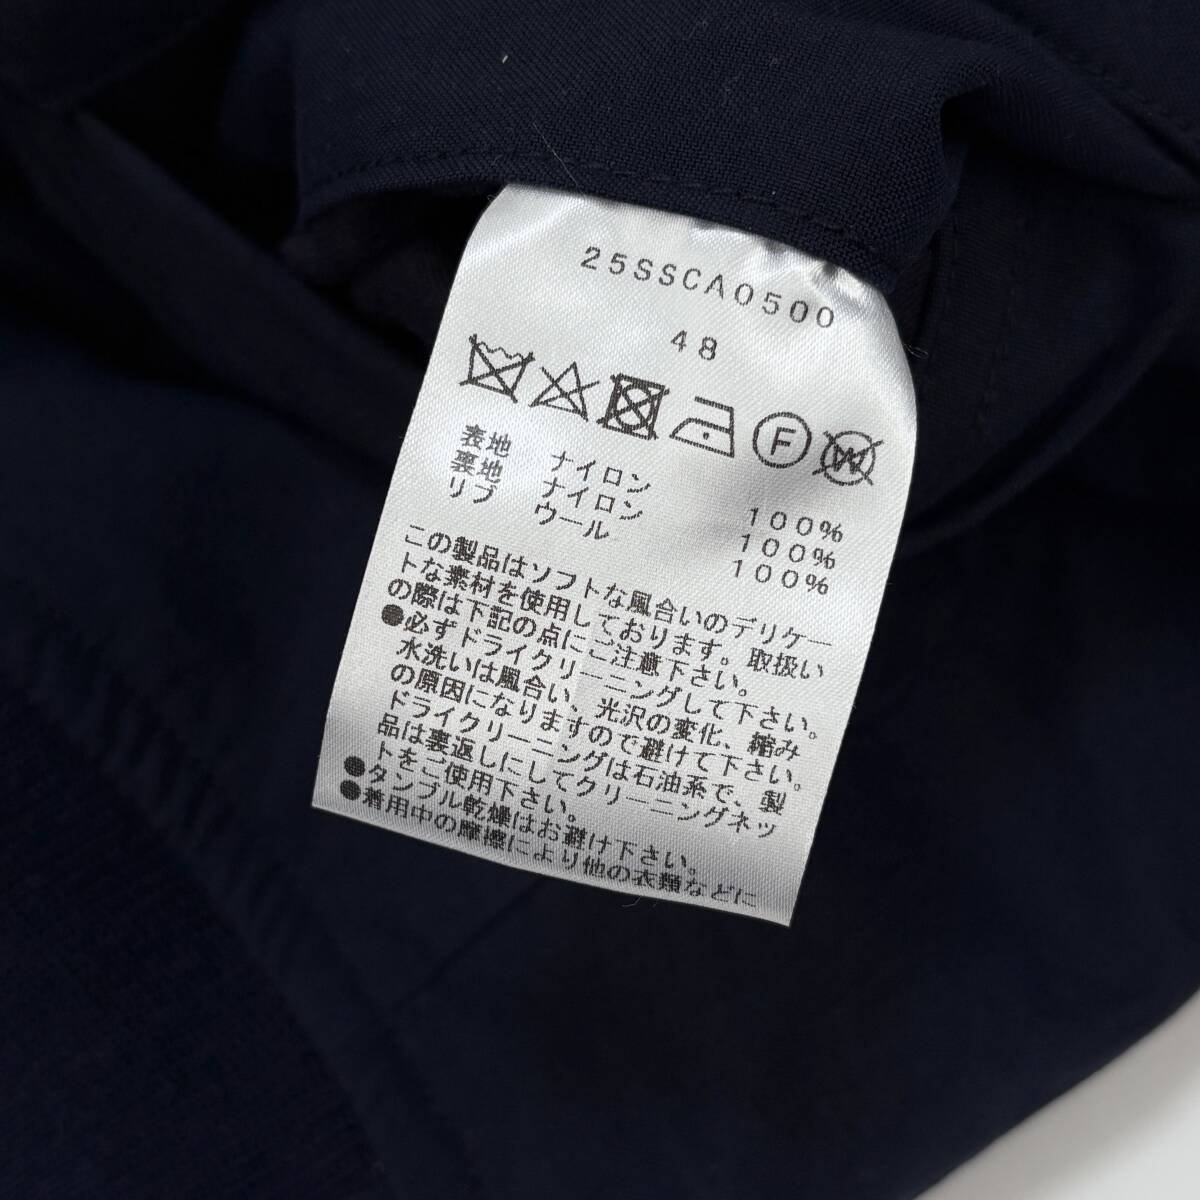 25SSCA0500
48
F W
表地 ナイロン 100%
裏地 ナイロン 100%
リブ ウール 100%
この製品はソフトな風合いのデリケー
トな素材を使用しております。取扱い
の際は下記の点にご注意下さい。
●必ずドライクリーニングして下さい。
水洗いは風合い、光沢の変化、縮み
の原因になりますので避けて下さい。
ドライクリーニングは石油系で、製
品は裏返しにしてクリーニングネッ
トをご使用下さい。
●タンブル乾燥はお避け下さい。
●着用中の摩擦により他の衣類などに